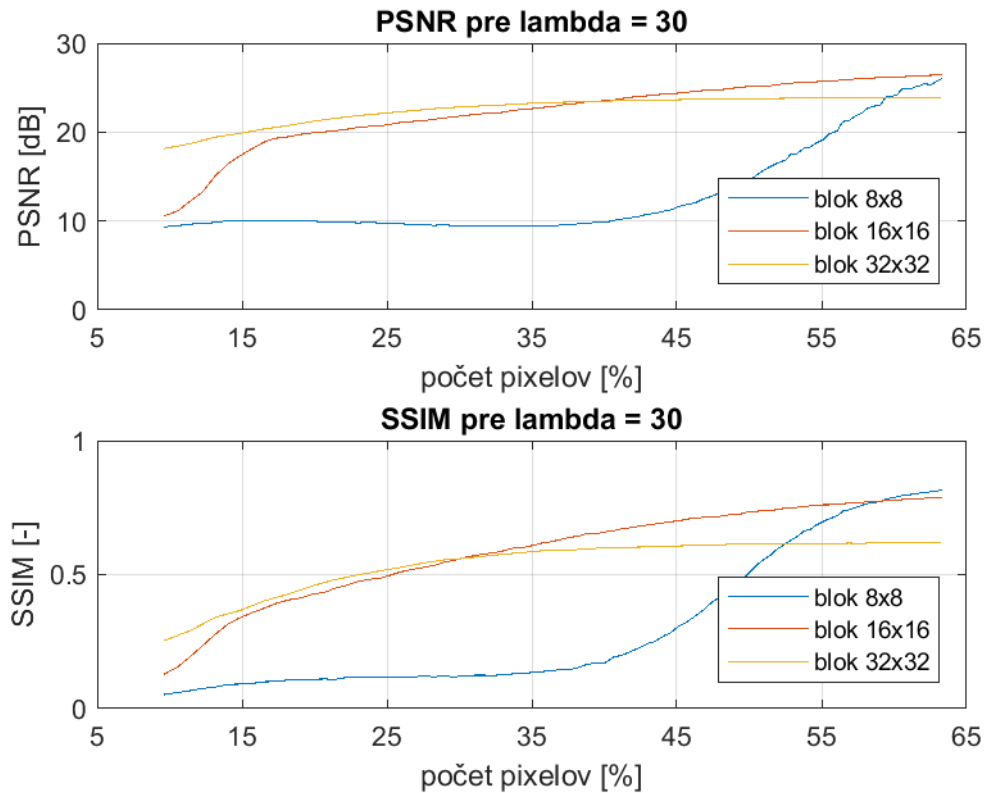 PSNR pre lambda = 30
30
20
10
0
PSNR [dB]
blok 8x8
blok 16x16
blok 32x32
5 15 25 35 45 55 65
počet pixelov [%]
SSIM pre lambda = 30
1
0.5
0
SSIM [-]
blok 8x8
blok 16x16
blok 32x32
5 15 25 35 45 55 65
počet pixelov [%]